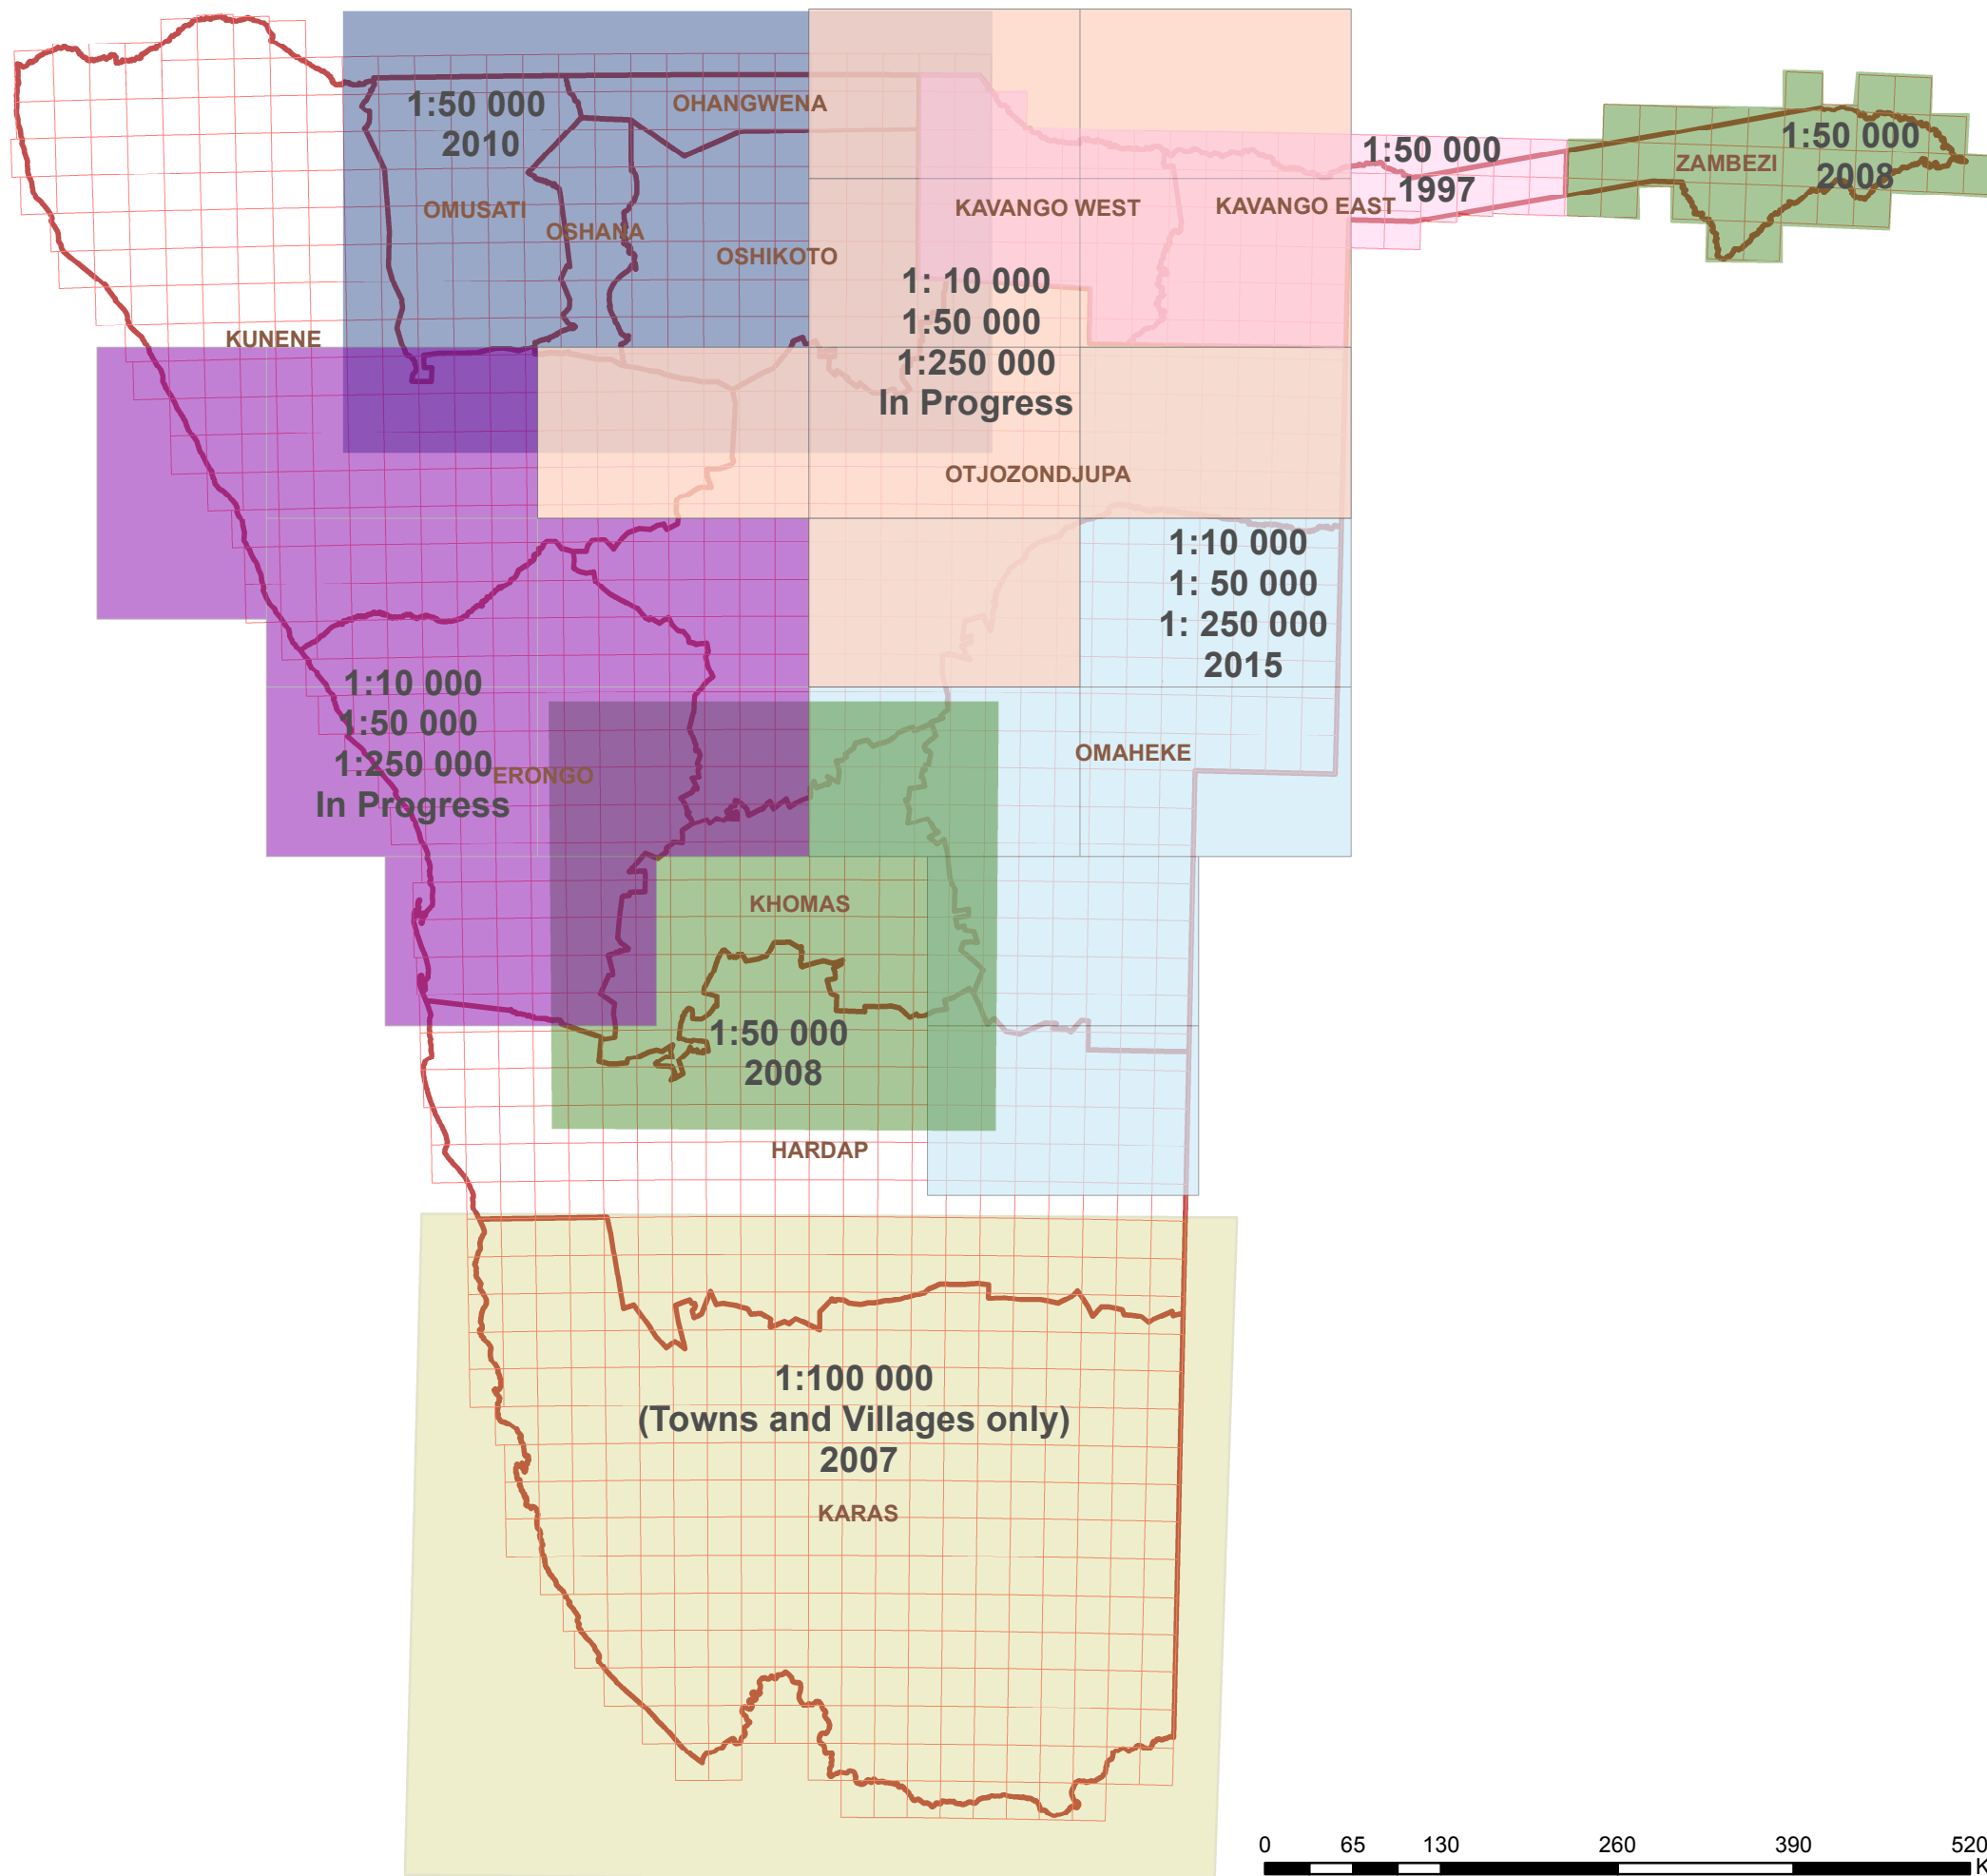 1:50 000
2010
OHANGWENA
OMUSATI
OSHANA
OSHIKOTO
KAVANGO WEST
KAVANGO EAST
1:50 000
1997
ZAMBEZI
1:50 000
2008
KUNENE
1: 10 000
1:50 000
1:250 000
In Progress
OTJOZONDJUPA
1:10 000
1: 50 000
1: 250 000
2015
1:10 000
1:50 000
1:250 000
In Progress
ERONGO
OMAHEKE
KHOMAS
1:50 000
2008
HARDAP
1:100 000
(Towns and Villages only)
2007
KARAS
0 65 130 260 390 520